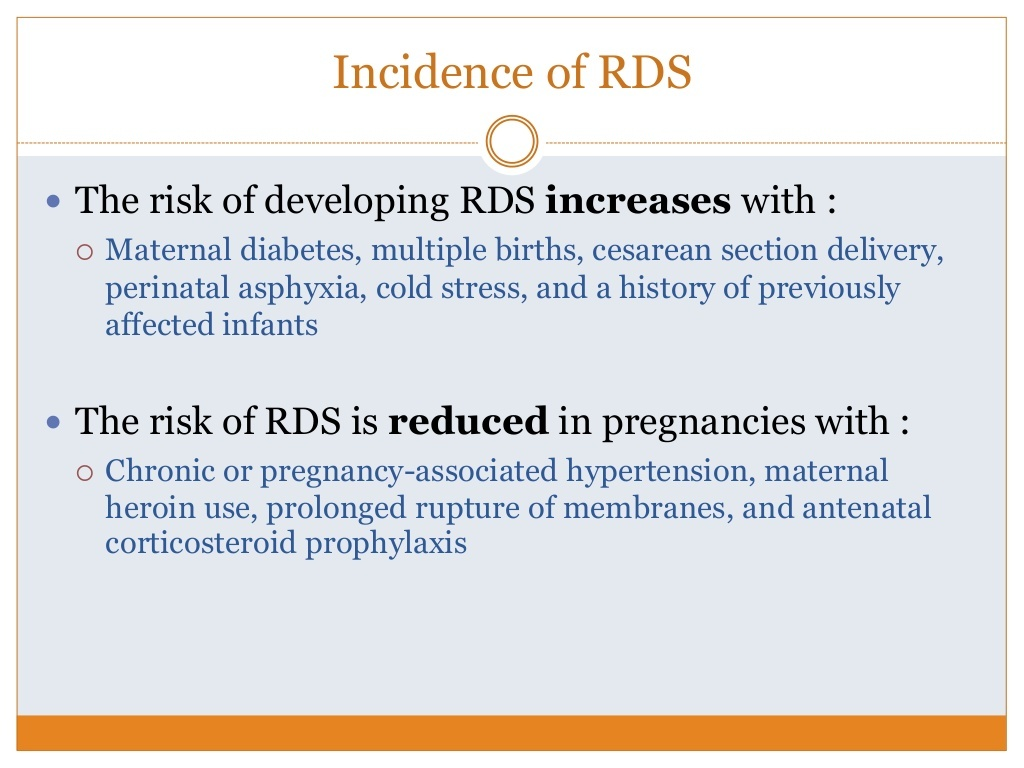 Incidence of RDS
• The risk of developing RDS increases with :
○ Maternal diabetes, multiple births, cesarean section delivery,
perinatal asphyxia, cold stress, and a history of previously
affected infants
• The risk of RDS is reduced in pregnancies with :
○ Chronic or pregnancy-associated hypertension, maternal
heroin use, prolonged rupture of membranes, and antenatal
corticosteroid prophylaxis